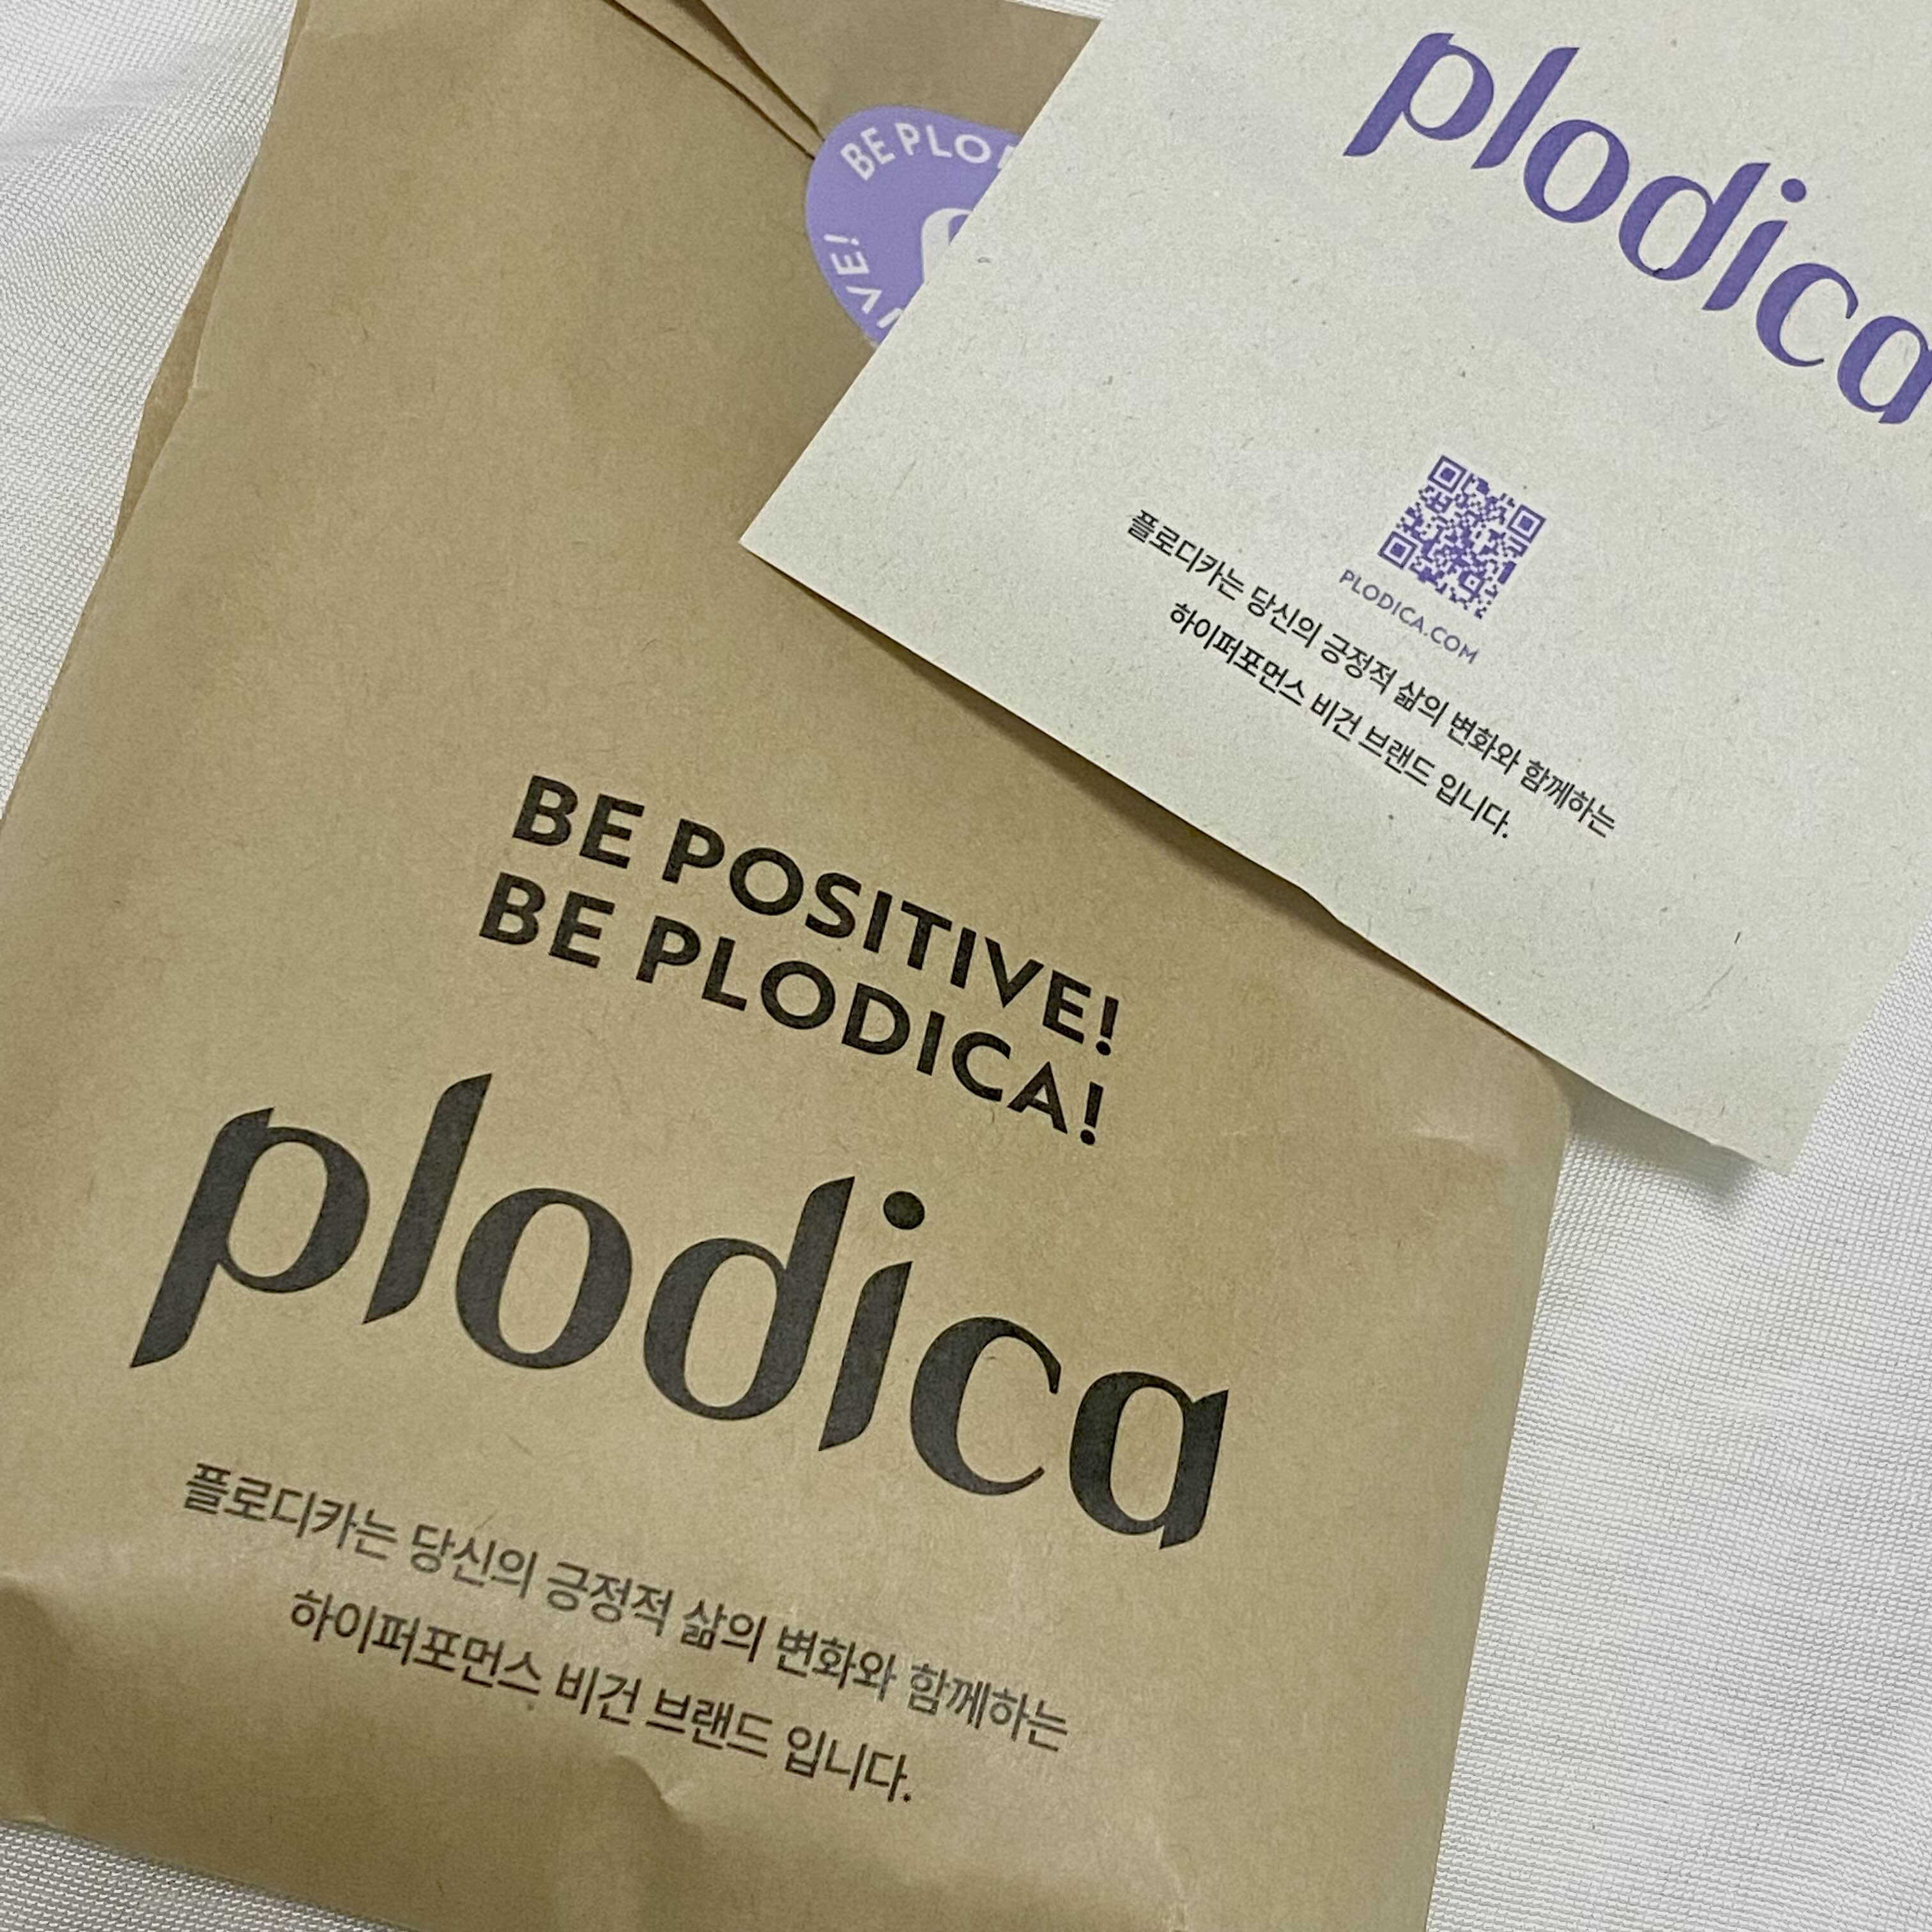 BE PLO
IVE!
plodica
PLODICA.COM
플로디카는 당신의 긍정적 삶의 변화와 함께하는
하이퍼포먼스 비건 브랜드 입니다.
BE POSITIVE!
BE PLODICA!
plodica
플로디카는 당신의 긍정적 삶의 변화와 함께하는
하이퍼포먼스 비건 브랜드 입니다.